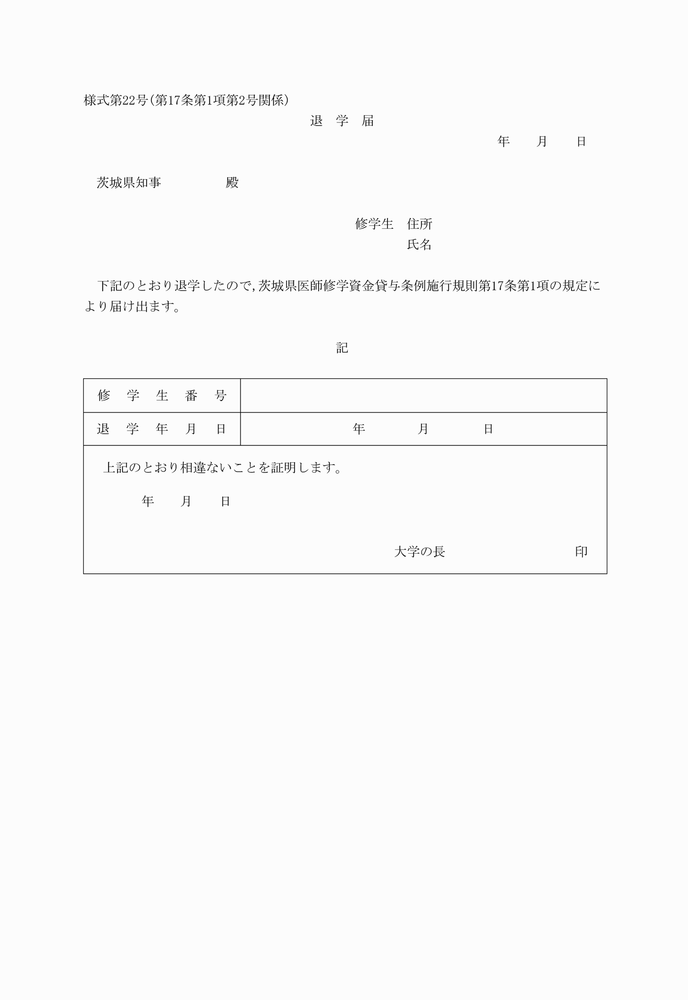 様式第22号（第17条第1項第2号関係）
退　学　届
年　　月　　日
茨城県知事　　　　　殿
修学生　住所
氏名
下記のとおり退学したので,茨城県医師修学資金貸与条例施行規則第17条第1項の規定に
より届け出ます。
記
修　学　生　番　号
退　学　年　月　日　　　　年　　　　月　　　　日
上記のとおり相違ないことを証明します。
年　　月　　日
大学の長　　　　　　　　　　印